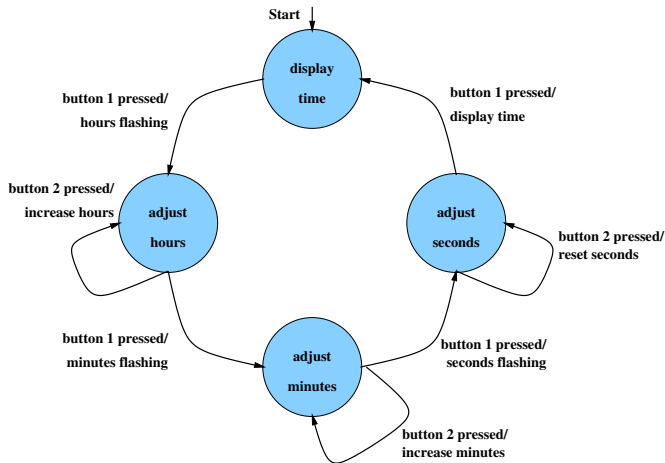 Start
display
time
button 1 pressed/
hours flashing
button 1 pressed/
display time
button 2 pressed/
increase hours
adjust
hours
adjust
seconds
button 2 pressed/
reset seconds
button 1 pressed/
minutes flashing
adjust
minutes
button 1 pressed/
seconds flashing
button 2 pressed/
increase minutes